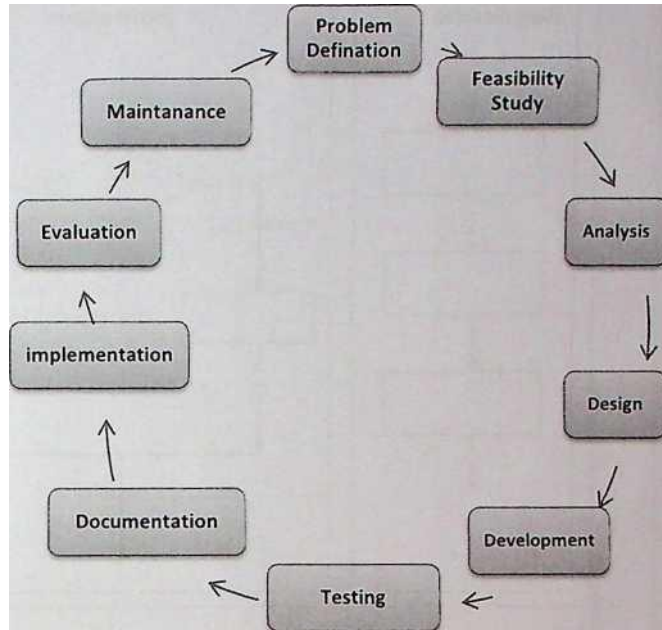 Problem
Defination
Feasibility
Study
Analysis
Design
Development
Testing
Documentation
implementation
Evaluation
Maintanance